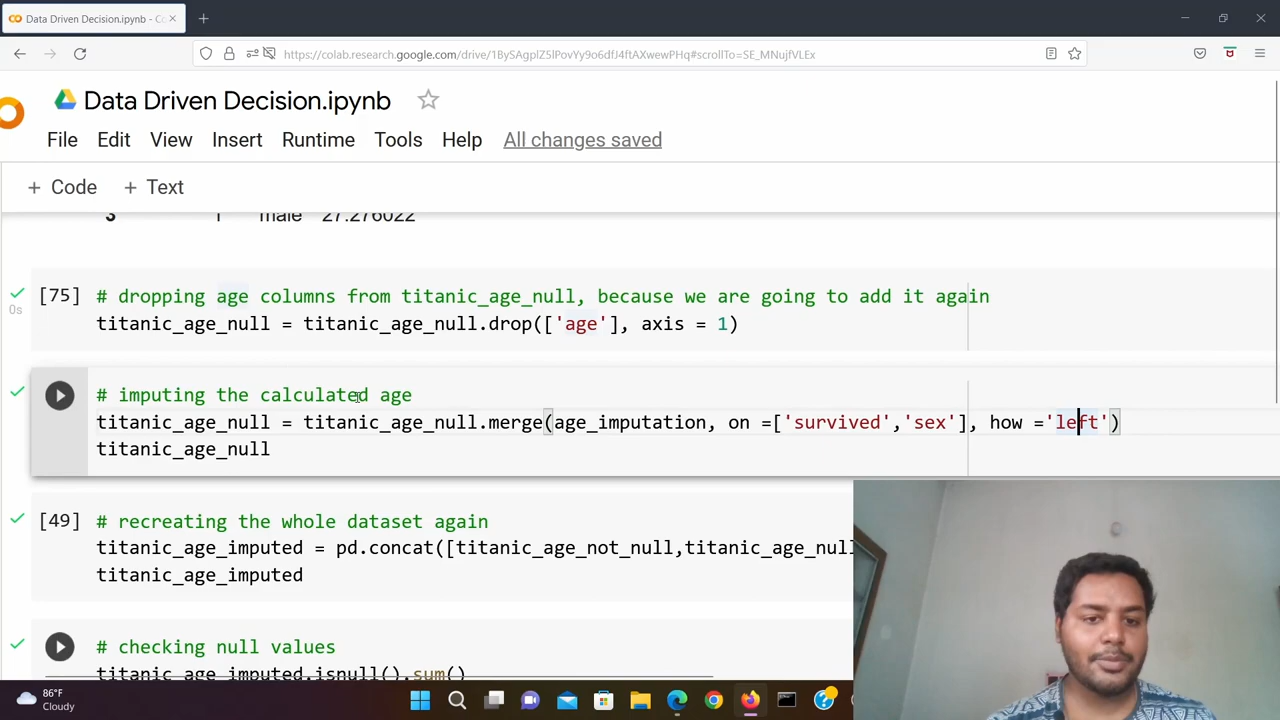 Data Driven Decision.ipynb - Co
https://colab.research.google.com/drive/1BySAgplZ5lPovYy9o6dfJ4ftAXwewPHq#scrollTo=SE_MNujfVLEx
Data Driven Decision.ipynb
File Edit View Insert Runtime Tools Help All changes saved
+ Code + Text
3 1 male 27.276022
[75] # dropping age columns from titanic_age_null, because we are going to add it again
0s
titanic_age_null = titanic_age_null.drop(['age'], axis = 1)
# imputing the calculated age
titanic_age_null = titanic_age_null.merge(age_imputation, on =['survived','sex'], how ='left')
titanic_age_null
[49] # recreating the whole dataset again
titanic_age_imputed = pd.concat([titanic_age_not_null,titanic_age_null
titanic_age_imputed
# checking null values
titanic_age_imputed.isnull().sum()
86°F
Cloudy